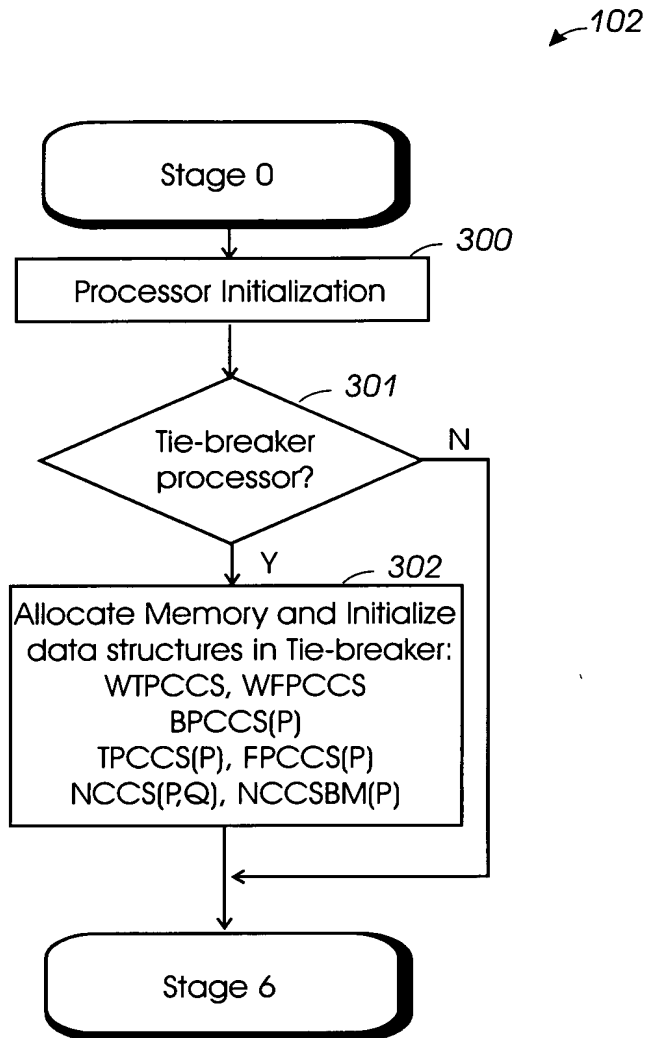 102
Stage 0
300
Processor Initialization
301
Tie-breaker
processor?
N
Y
302
Allocate Memory and Initialize
data structures in Tie-breaker:
WTPCCS, WFPCCS
BPCCS(P)
TPCCS(P), FPCCS(P)
NCCS(P,Q), NCCSBM(P)
Stage 6